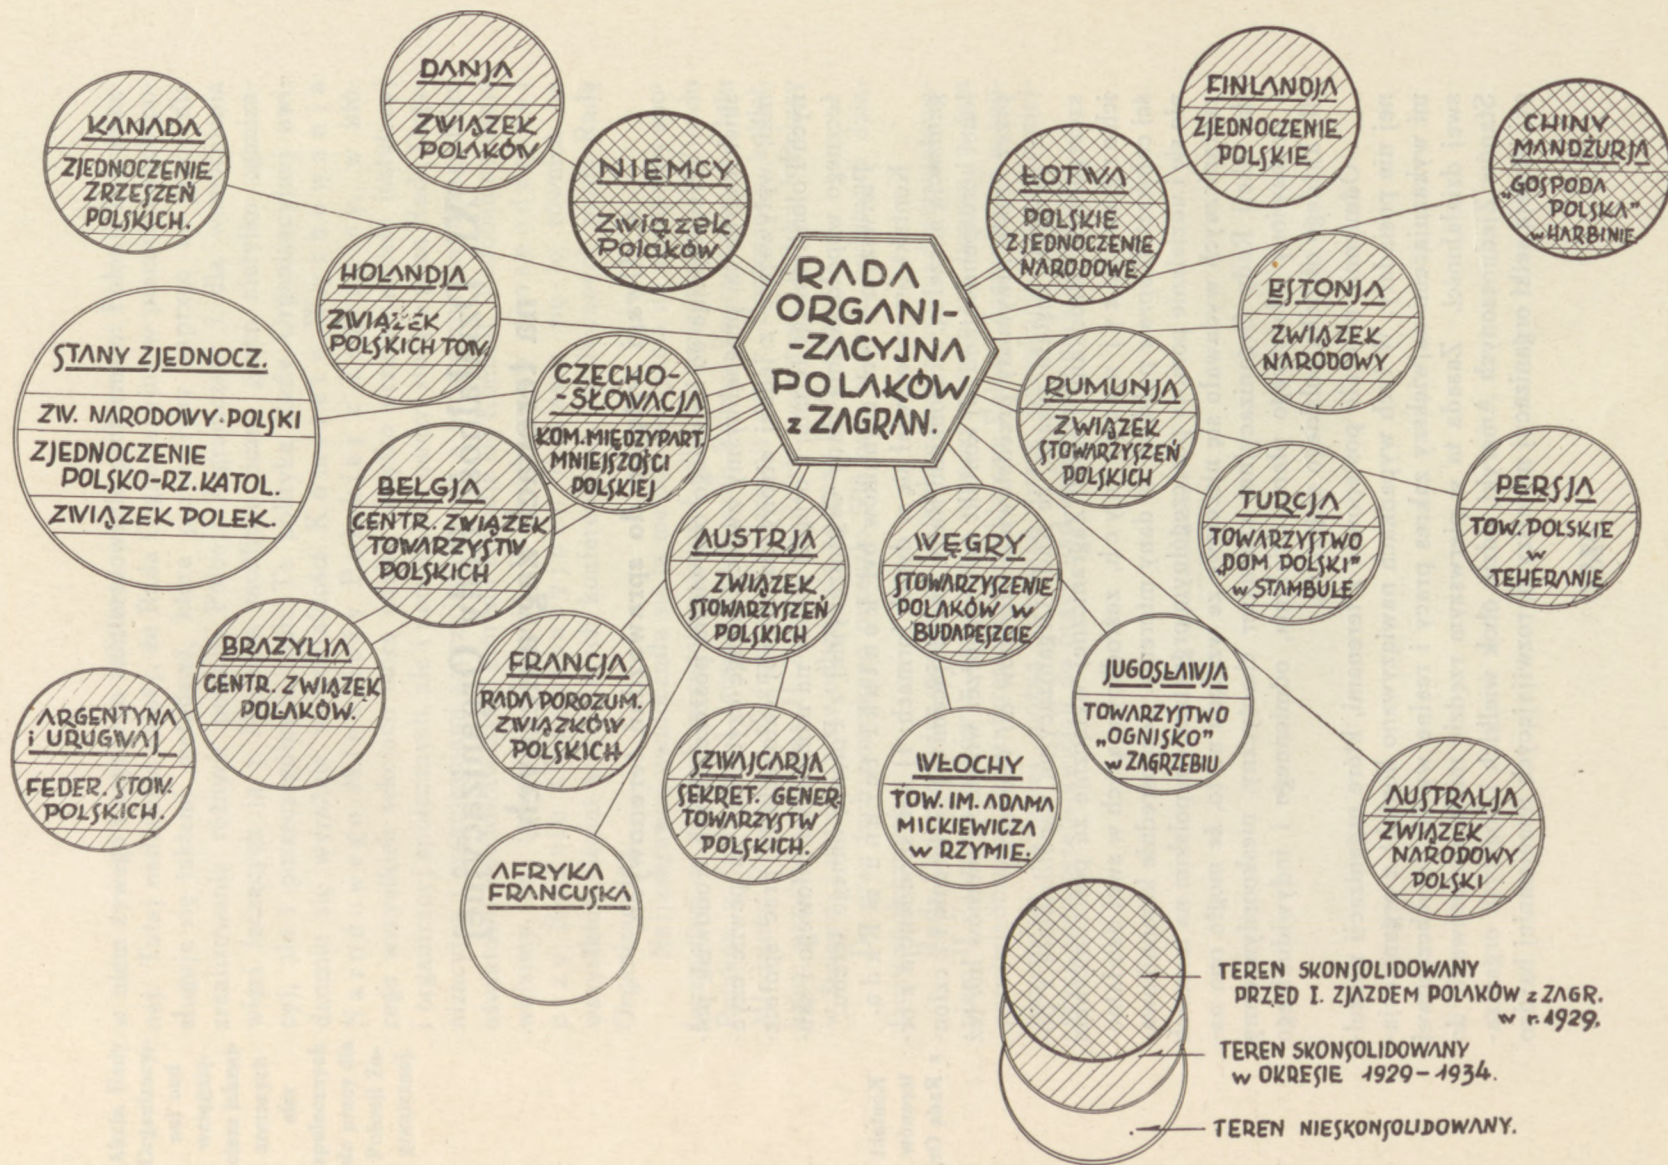 KANADA
ZJEDNOCZENIE
ZRZESZEŃ
POLSKICH.
DANJA
ZWIĄZEK
POLAKÓW
NIEMCY
Związek
Polaków
ŁOTWA
POLSKIE
ZJEDNOCZENIE
NARODOWE
FINLANDJA
ZJEDNOCZENIE
POLSKIE
CHINY
MANDŻURJA
„GOSPODA
POLSKA”
w HARBINIE
HOLANDJA
ZWIĄZEK
POLSKICH TOW.
RADA
ORGANI-
-ZACYJNA
POLAKÓW
z ZAGRAN.
ESTONJA
ZWIĄZEK
NARODOWY
STANY ZJEDNOCZ.
ZW. NARODOWY-POLSKI
ZJEDNOCZENIE
POLSKO-RZ.KATOL.
ZWIĄZEK POLEK.
CZECHO-
-SŁOWACJA
KOM.MIĘDZYPART.
MNIEJSZOŚCI
POLSKIEJ
RUMUNJA
ZWIĄZEK
STOWARZYSZEŃ
POLSKICH
BELGJA
CENTR. ZWIĄZEK
TOWARZYSTW
POLSKICH
AUSTRJA
ZWIĄZEK
STOWARZYSZEŃ
POLSKICH
WĘGRY
STOWARZYSZENIE
POLAKÓW w
BUDAPESZCIE
TURCJA
TOWARZYSTWO
„DOM POLSKI”
w STAMBULE
PERSJA
TOW. POLSKIE
w
TEHERANIE
BRAZYLIA
CENTR. ZWIĄZEK
POLAKÓW.
ARGENTYNA
i URUGWAJ
FEDER. STOW.
POLSKICH.
FRANCJA
RADA POROZUM.
ZWIĄZKÓW
POLSKICH
SZWAJCARJA
SEKRET. GENER.
TOWARZYSTW
POLSKICH.
WŁOCHY
TOW. IM. ADAMA
MICKIEWICZA
w RZYMIE.
JUGOSŁAWJA
TOWARZYSTWO
„OGNISKO”
w ZAGRZEBIU
AUSTRALJA
ZWIĄZEK
NARODOWY
POLSKI
AFRYKA
FRANCUSKA
TEREN SKONSOLIDOWANY
PRZED I. ZJAZDEM POLAKÓW z ZAGR.
w r. 1929.
TEREN SKONSOLIDOWANY
w OKRESIE 1929-1934.
TEREN NIESKONSOLIDOWANY.